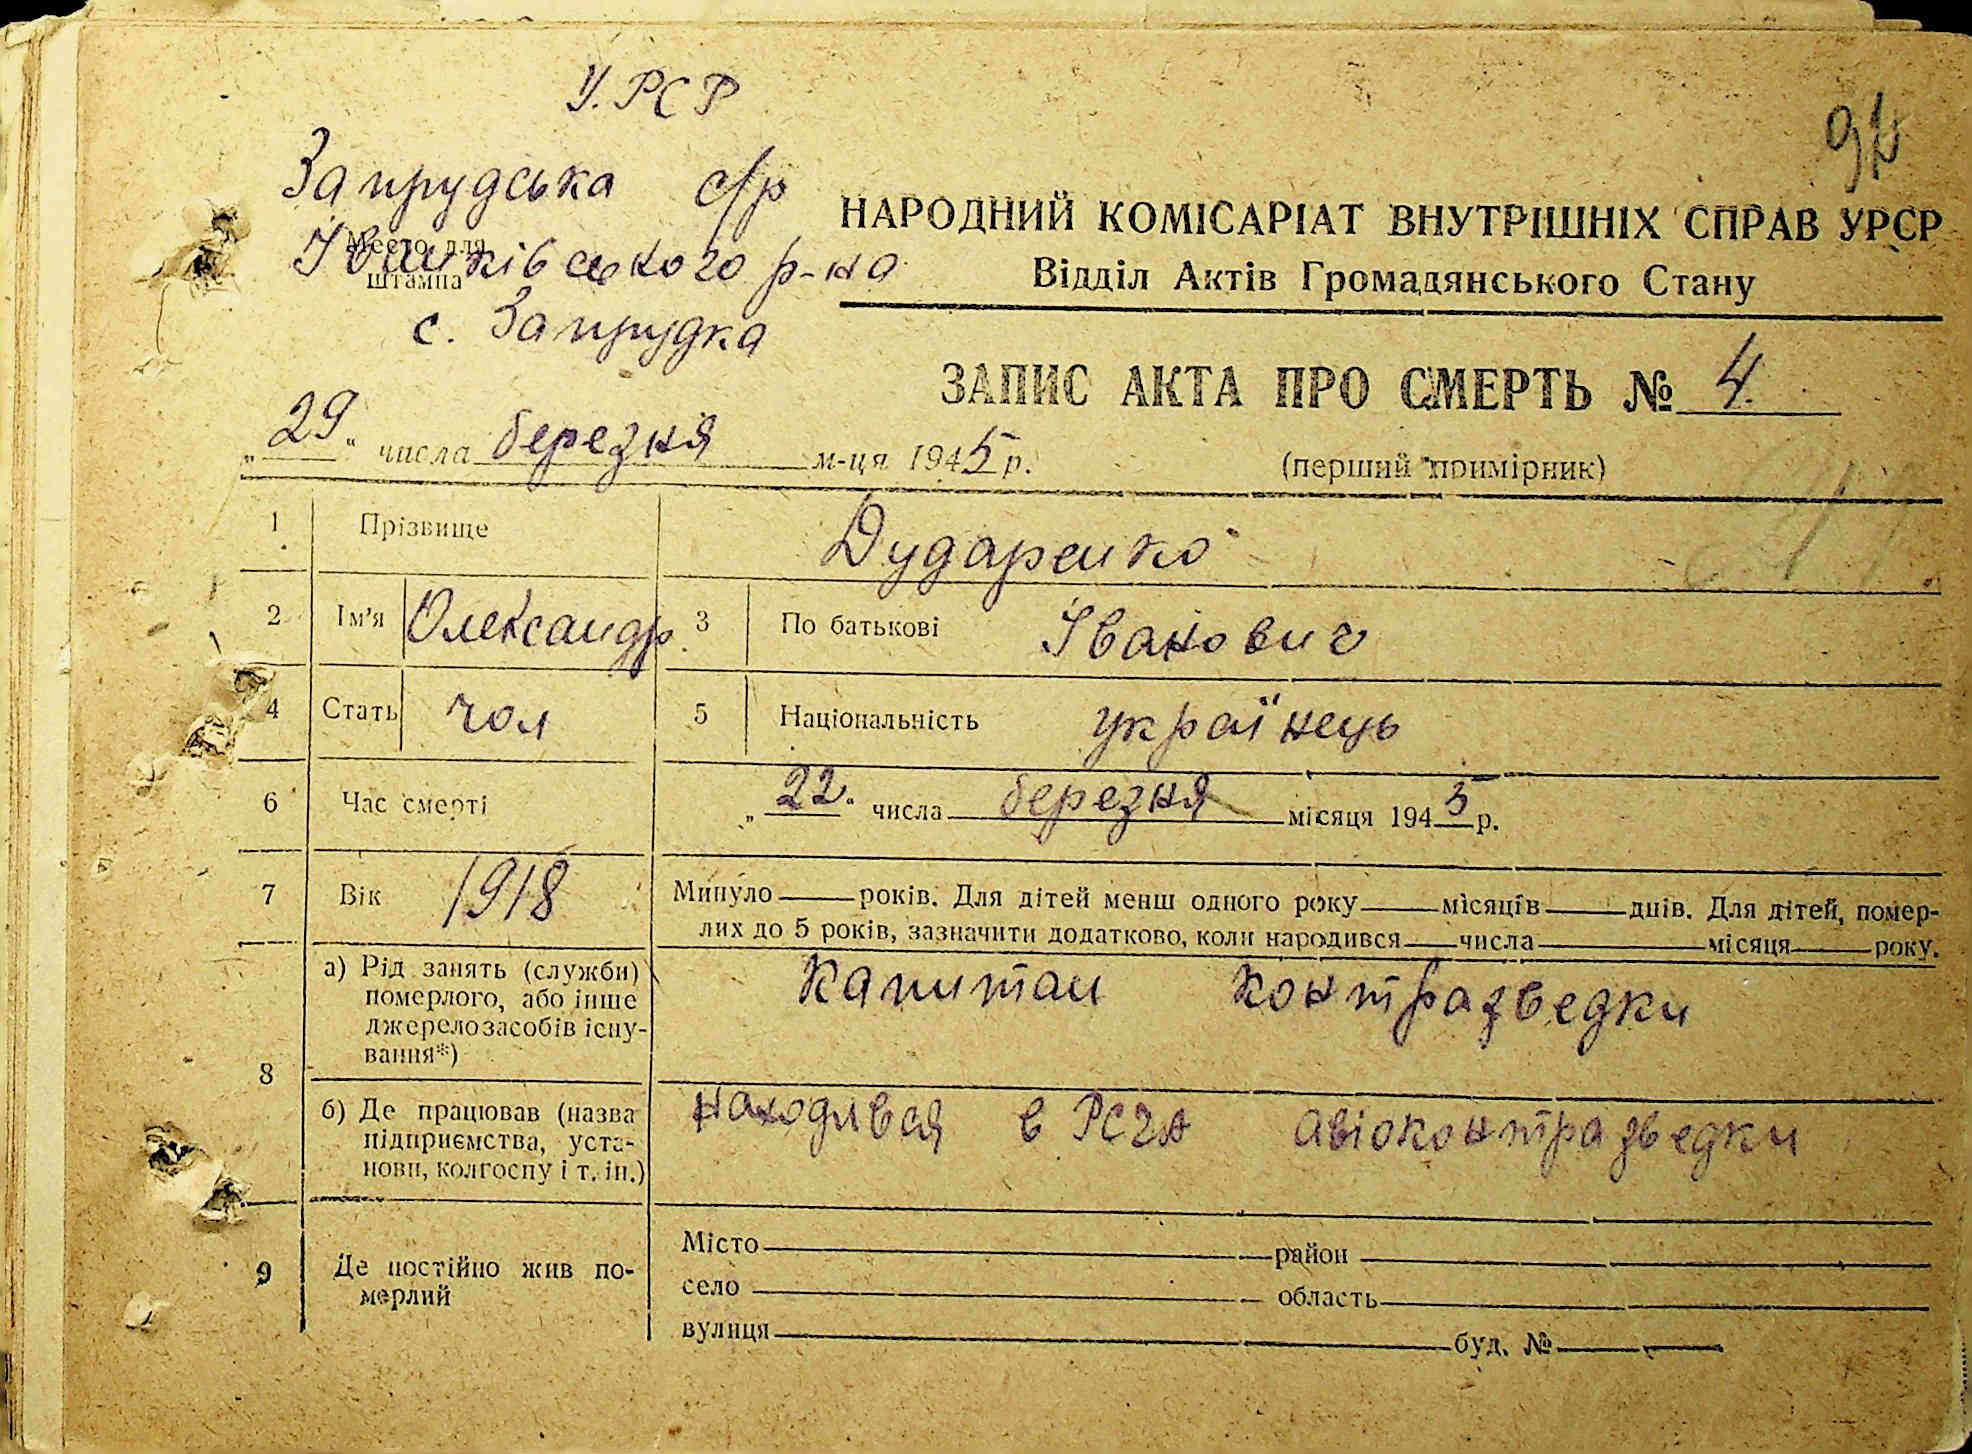 У.РСР
94
Запрудська с/р
Место для
штампа
Іванківського р-на
с. Запрудка
НАРОДНИЙ КОМІСАРІАТ ВНУТРІШНІХ СПРАВ УРСР
Відділ Актів Громадянського Стану
ЗАПИС АКТА ПРО СМЕРТЬ № 4.
„29“ числа березня м-ця 1945 р.
(перший примірник)
1 Прізвище Дударенко
2 Ім'я Олександр 3 По батькові Іванович
4 Стать чол 5 Національність українець
6 Час смерті „22“ числа березня місяця 1945 р.
7 Вік 1918 Минуло — років. Для дітей менш одного року — місяців — днів. Для дітей, помер-
лих до 5 років, зазначити додатково, коли народився — числа — місяця — року.
8 а) Рід занять (служби)
померлого, або інше
джерело засобів існу-
вання*)
Капитан контразведки
б) Де працював (назва
підприємства, уста-
нови, колгоспу і т. ін.)
находився в РСЧА авіоконтразведки
9 Де постійно жив по-
мерлий
Місто — район —
село — область —
вулиця — буд. № —